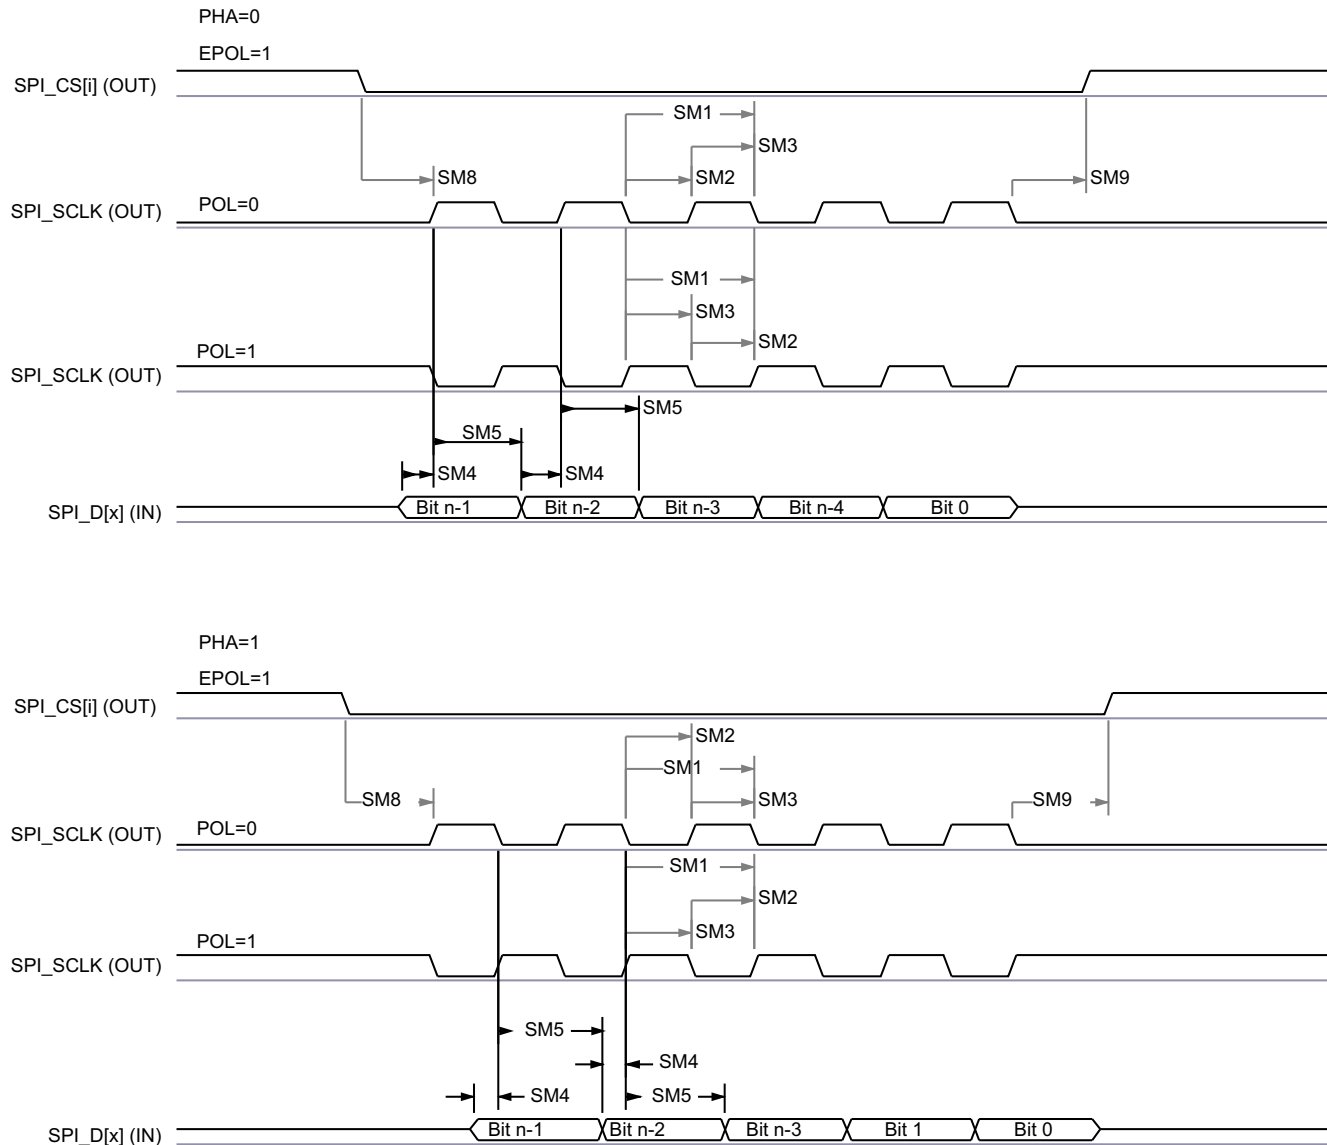 PHA=0
EPOL=1
SPI_CS[i] (OUT)
SM1
SM3
SM8
SM2
SM9
POL=0
SPI_SCLK (OUT)
SM1
SM3
SM2
POL=1
SPI_SCLK (OUT)
SM5
SM5
SM4
SM4
SPI_D[x] (IN)
Bit n-1
Bit n-2
Bit n-3
Bit n-4
Bit 0
PHA=1
EPOL=1
SPI_CS[i] (OUT)
SM2
SM1
SM8
SM3
SM9
POL=0
SPI_SCLK (OUT)
SM1
SM2
SM3
POL=1
SPI_SCLK (OUT)
SM5
SM4
SM4
SM5
SPI_D[x] (IN)
Bit n-1
Bit n-2
Bit n-3
Bit 1
Bit 0